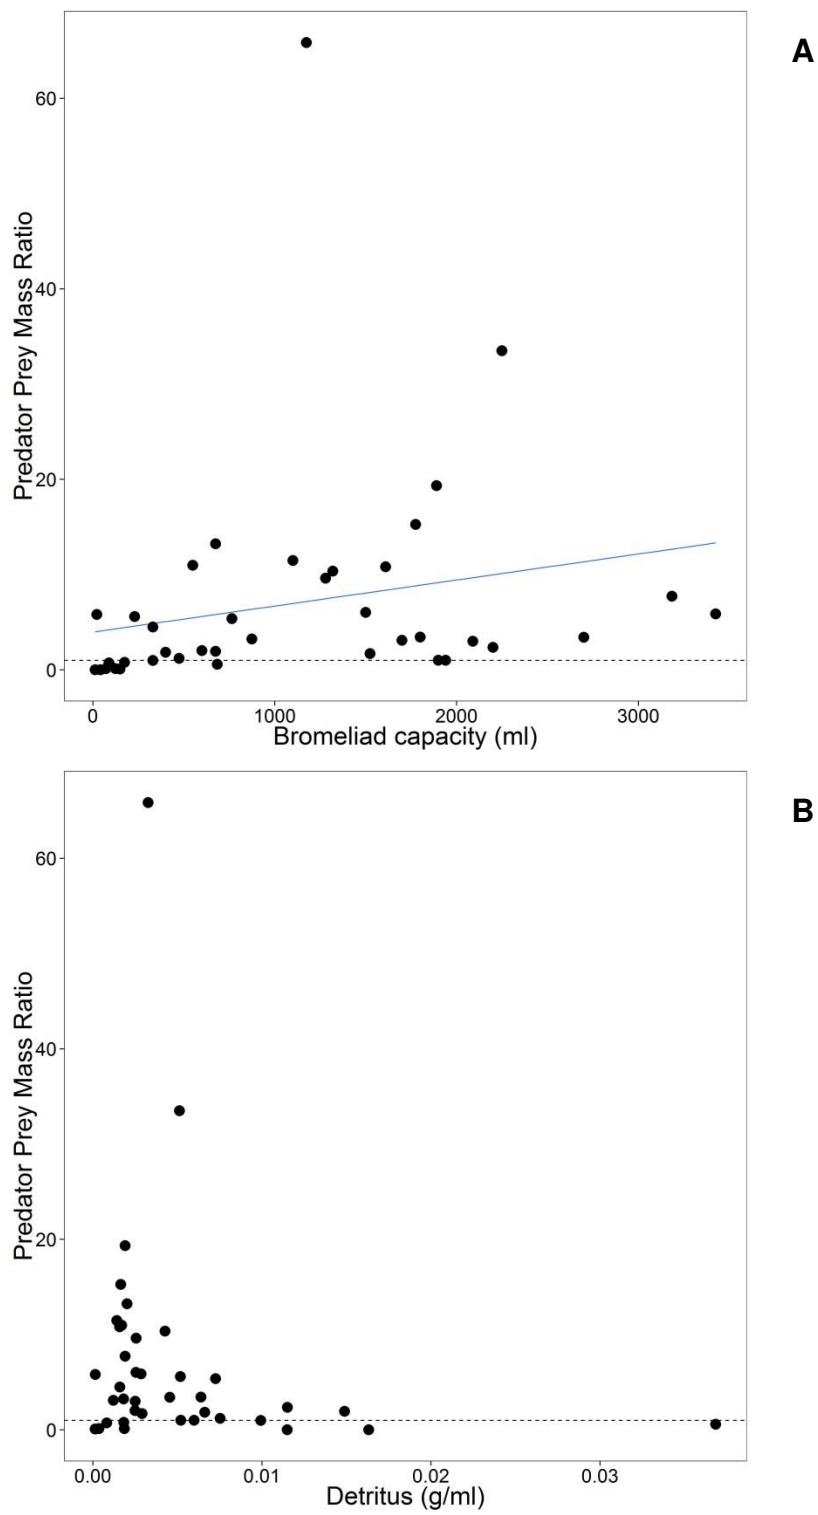 A
60
40
20
0
Predator Prey Mass Ratio
0 1000 2000 3000
Bromeliad capacity (ml)
B
60
40
20
0
Predator Prey Mass Ratio
0.00 0.01 0.02 0.03
Detritus (g/ml)